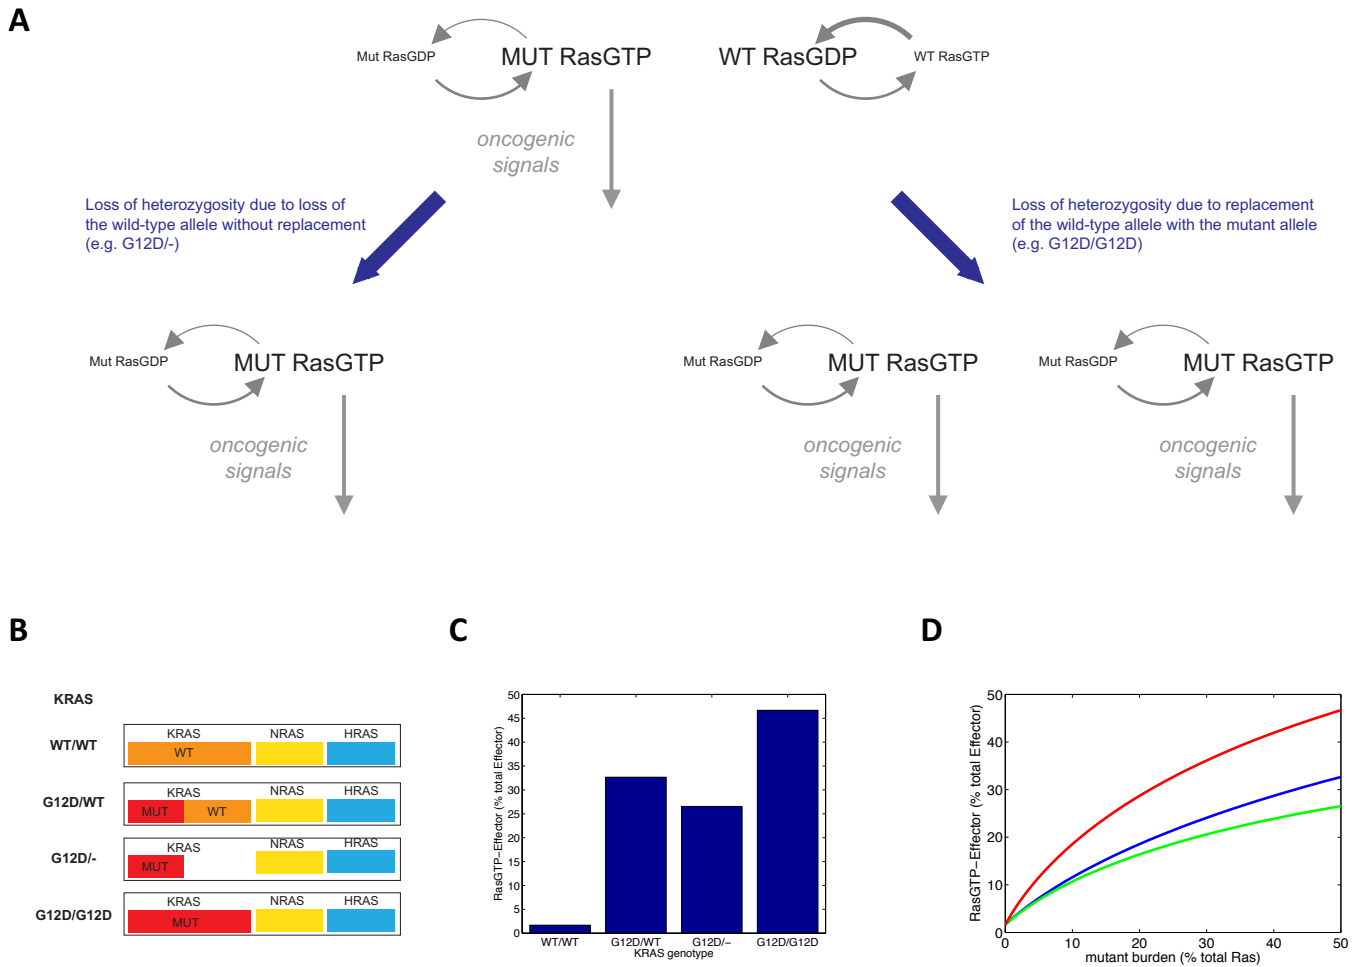 A
Mut RasGDP
MUT RasGTP
WT RasGDP
WT RasGTP
oncogenic
signals
Loss of heterozygosity due to loss of
the wild-type allele without replacement
(e.g. G12D/-)
Loss of heterozygosity due to replacement
of the wild-type allele with the mutant allele
(e.g. G12D/G12D)
Mut RasGDP
MUT RasGTP
Mut RasGDP
MUT RasGTP
Mut RasGDP
MUT RasGTP
oncogenic
signals
oncogenic
signals
oncogenic
signals
B
KRAS
WT/WT
KRAS
NRAS
HRAS
WT
G12D/WT
KRAS
NRAS
HRAS
MUT
WT
G12D/-
KRAS
NRAS
HRAS
MUT
G12D/G12D
KRAS
NRAS
HRAS
MUT
C
RasGTP-Effector (% total Effector)
50
45
40
35
30
25
20
15
10
5
0
WT/WT
G12D/WT
G12D/-
G12D/G12D
KRAS genotype
D
RasGTP-Effector (% total Effector)
50
40
30
20
10
0
0
10
20
30
40
50
mutant burden (% total Ras)